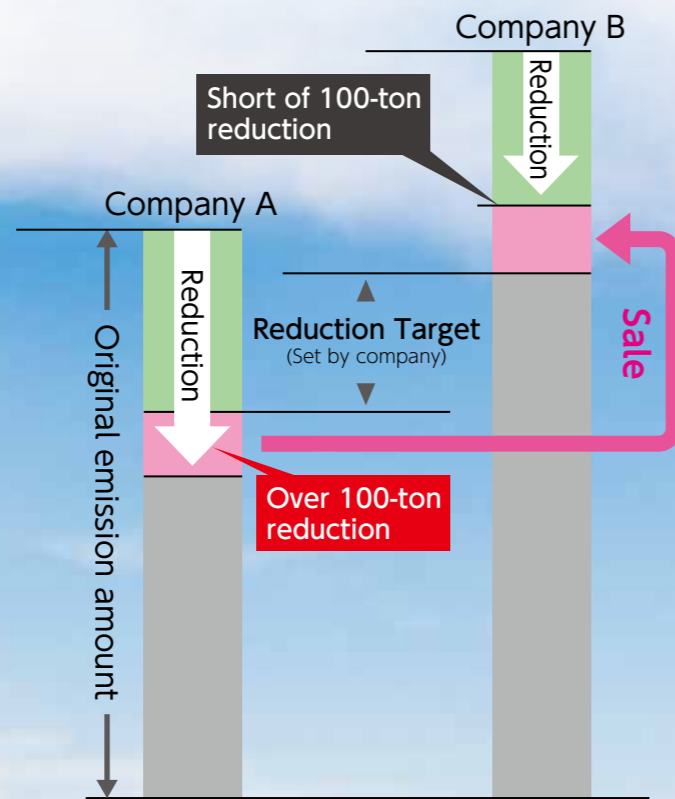 Company B
Reduction
Short of 100-ton
reduction
Company A
Reduction
Original emission amount
Reduction Target
(Set by company)
Sale
Over 100-ton
reduction